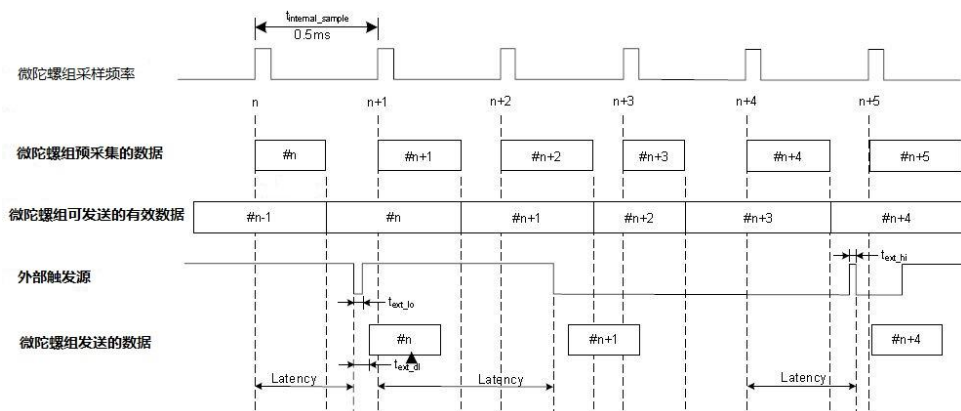 tinternal_sample
0.5ms
微陀螺组采样频率
n n+1 n+2 n+3 n+4 n+5
微陀螺组预采集的数据 #n #n+1 #n+2 #n+3 #n+4 #n+5
微陀螺组可发送的有效数据 #n-1 #n #n+1 #n+2 #n+3 #n+4
外部触发源
text_hi
text_lo
微陀螺组发送的数据 #n #n+1 #n+4
text_dl
Latency Latency Latency